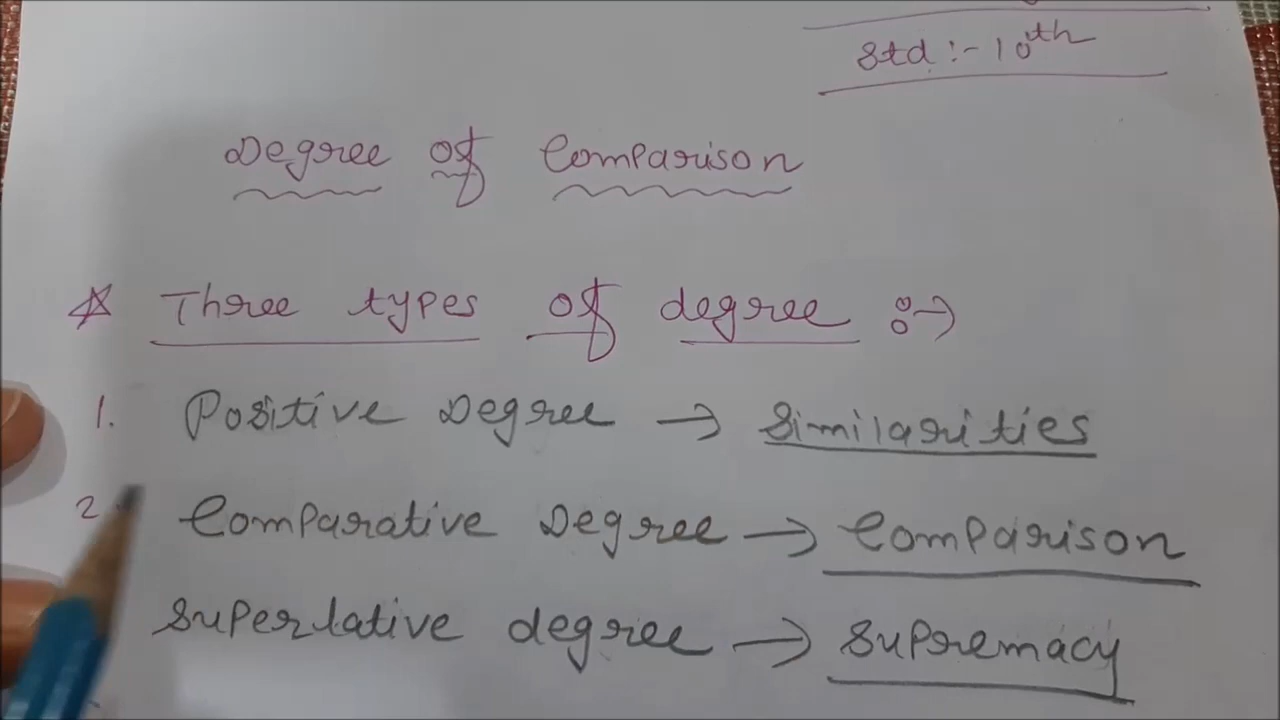 Std :- 10th
Degree of Comparison
☆ Three types of degree :→
1. Positive Degree → Similarities
2. Comparative Degree → Comparison
Superlative degree → Supremacy